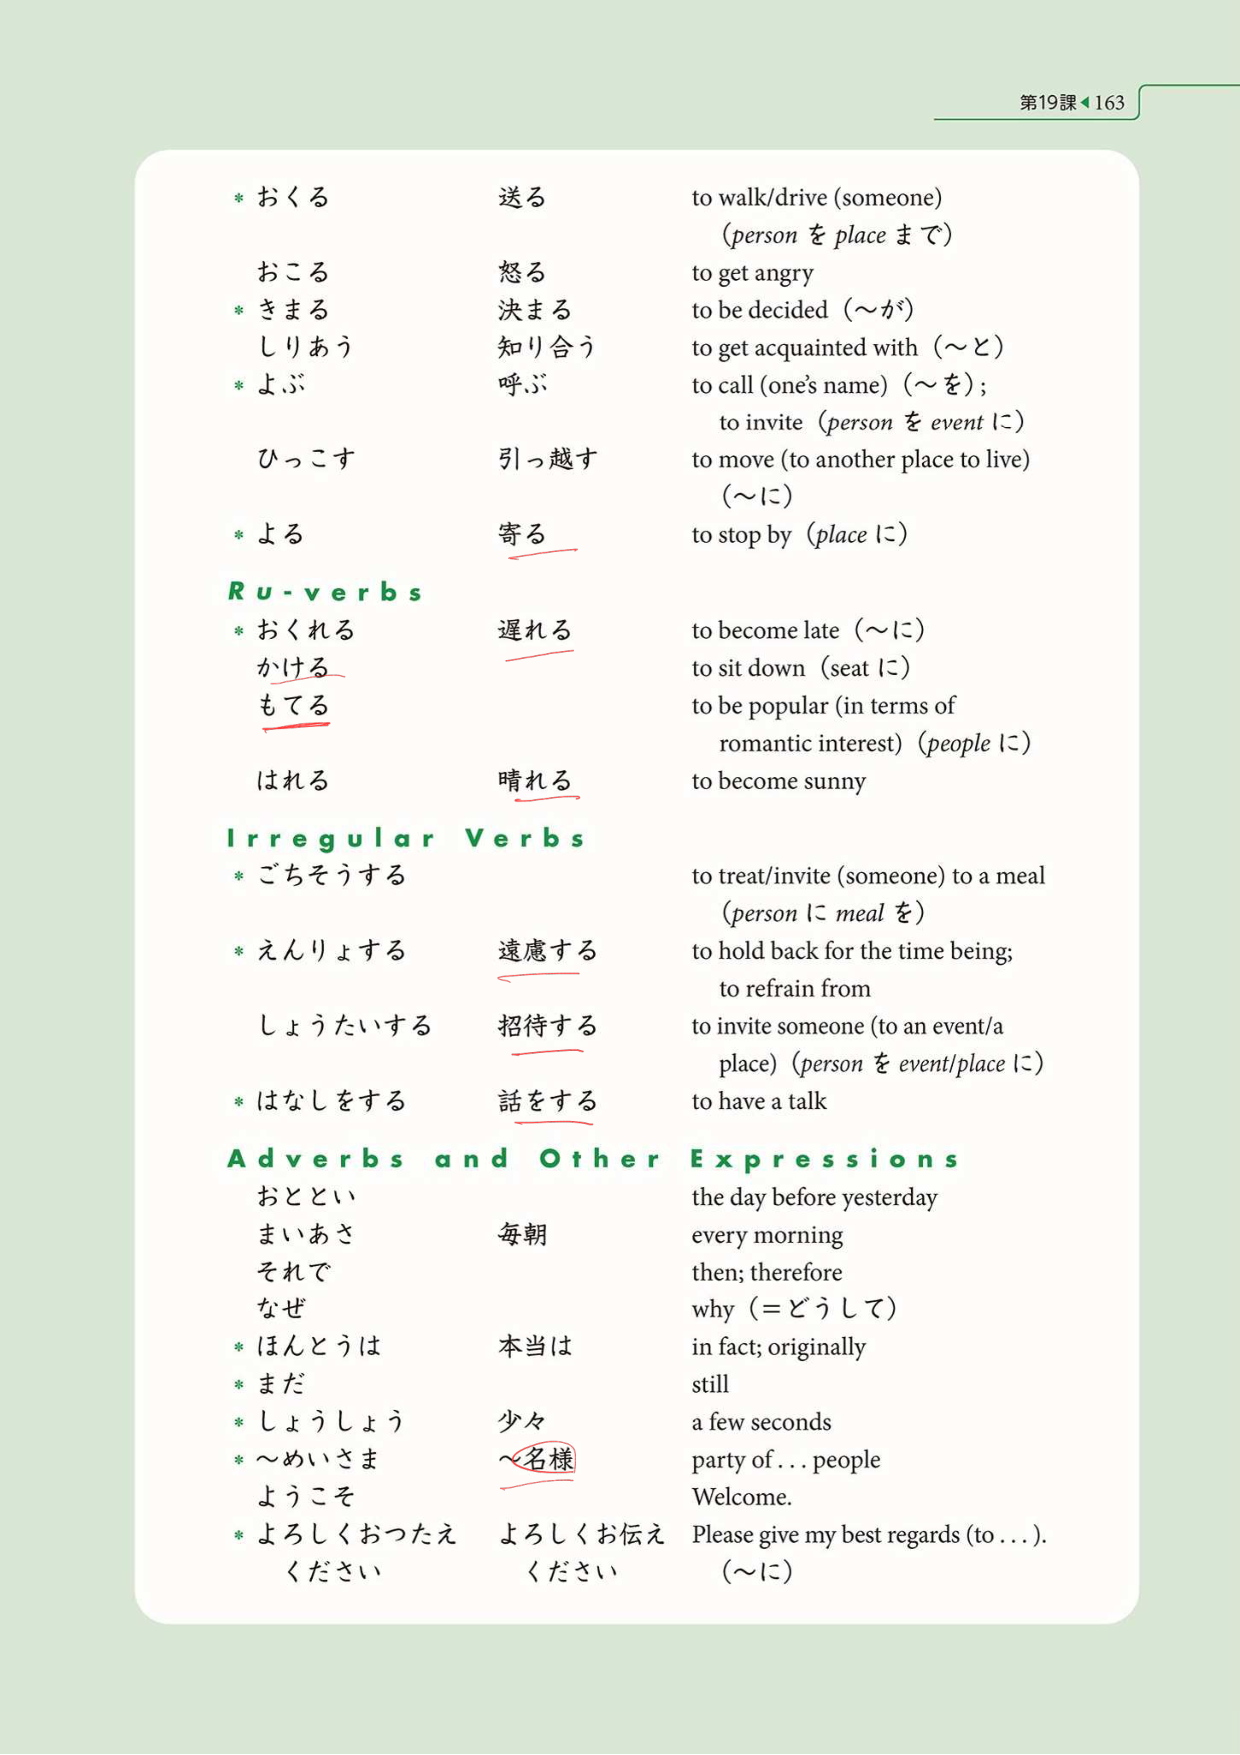 第19課◀163
* おくる 送る to walk/drive (someone)
（person を place まで）
おこる 怒る to get angry
* きまる 決まる to be decided（～が）
しりあう 知り合う to get acquainted with（～と）
* よぶ 呼ぶ to call (one's name)（～を）;
to invite（person を event に）
ひっこす 引っ越す to move (to another place to live)
（～に）
* よる 寄る to stop by（place に）
Ru-verbs
* おくれる 遅れる to become late（～に）
かける to sit down（seat に）
もてる to be popular (in terms of
romantic interest)（people に）
はれる 晴れる to become sunny
Irregular Verbs
* ごちそうする to treat/invite (someone) to a meal
（person に meal を）
* えんりょする 遠慮する to hold back for the time being;
to refrain from
しょうたいする 招待する to invite someone (to an event/a
place)（person を event/place に）
* はなしをする 話をする to have a talk
Adverbs and Other Expressions
おととい the day before yesterday
まいあさ 毎朝 every morning
それで then; therefore
なぜ why（＝どうして）
* ほんとうは 本当は in fact; originally
* まだ still
* しょうしょう 少々 a few seconds
* ～めいさま ～名様 party of . . . people
ようこそ Welcome.
* よろしくおつたえ よろしくお伝え Please give my best regards (to . . . ).
ください ください （～に）